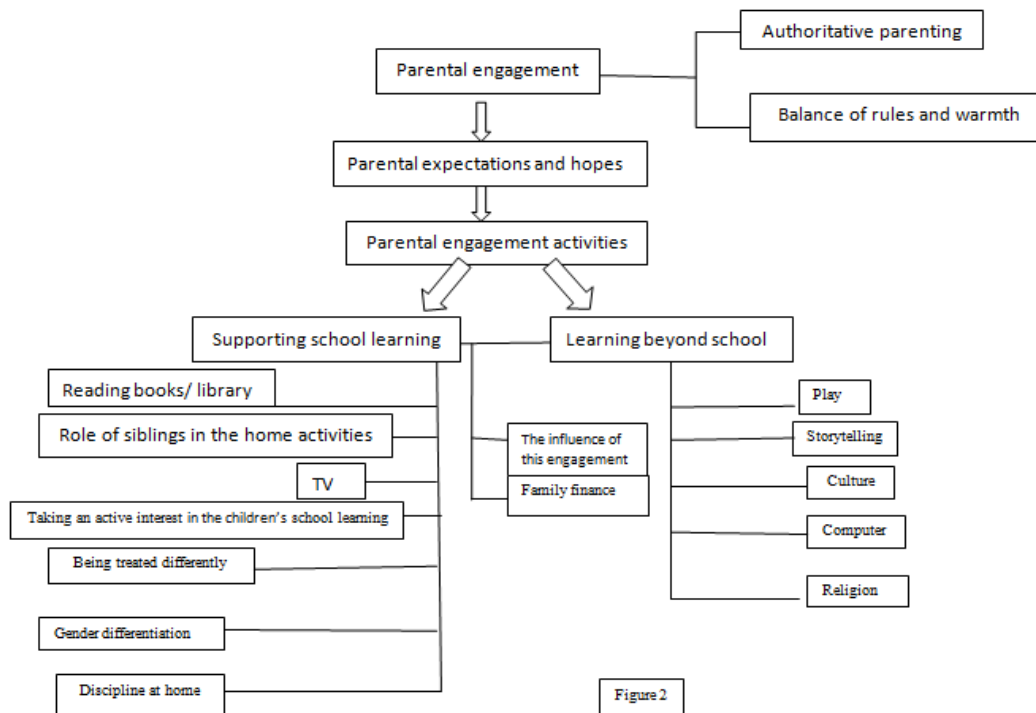 Authoritative parenting
Parental engagement
Balance of rules and warmth
Parental expectations and hopes
Parental engagement activities
Supporting school learning
Learning beyond school
Reading books/ library
Role of siblings in the home activities
TV
Taking an active interest in the children's school learning
Being treated differently
Gender differentiation
Discipline at home
The influence of
this engagement
Family finance
Play
Storytelling
Culture
Computer
Religion
Figure 2